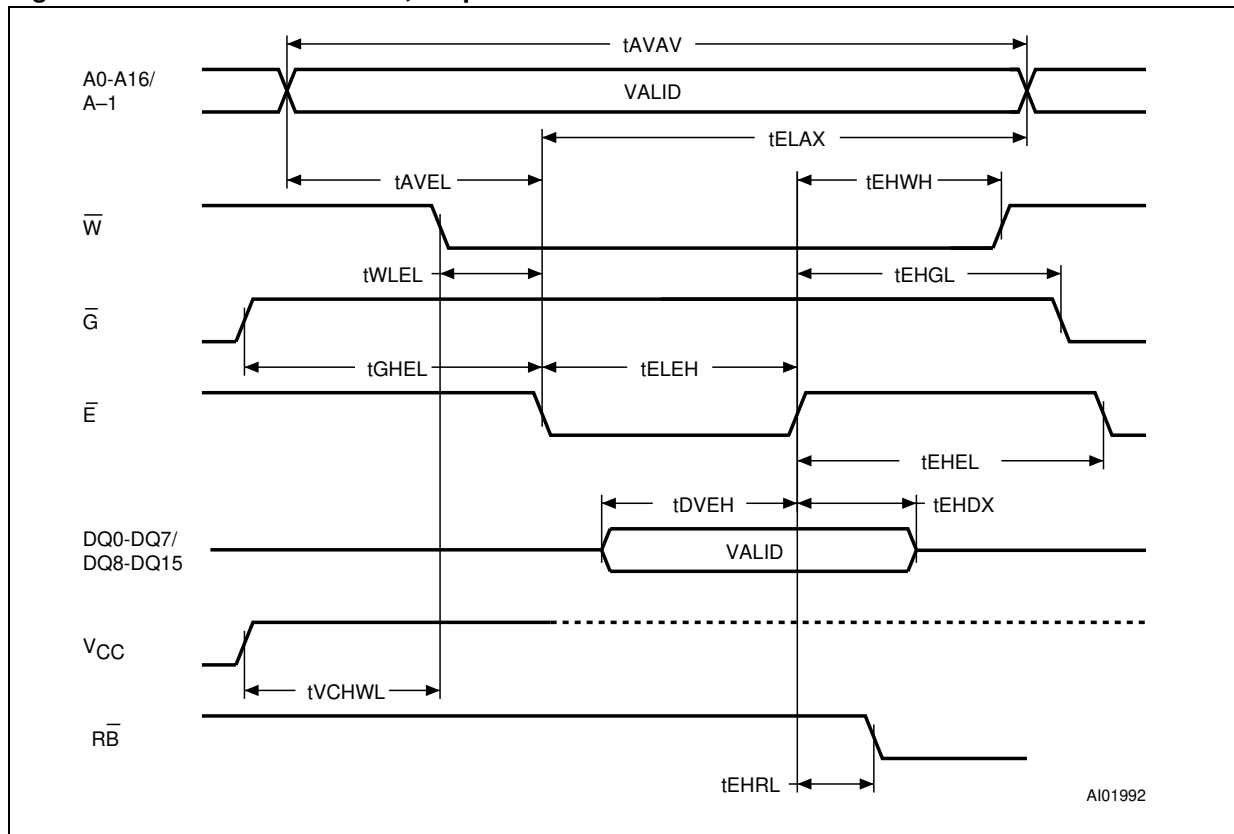 tAVAV
A0-A16/
A–1
VALID
tELAX
tAVEL
tEHWH
W̅
tWLEL
tEHGL
G̅
tGHEL
tELEH
E̅
tEHEL
tDVEH
tEHDX
DQ0-DQ7/
DQ8-DQ15
VALID
VCC
tVCHWL
RB̅
tEHRL
AI01992